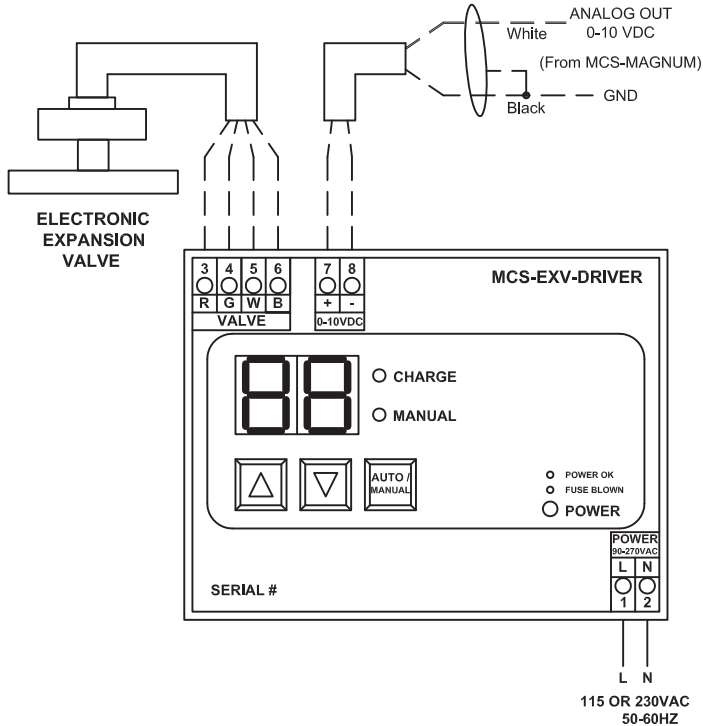 ANALOG OUT
0-10 VDC
White
(From MCS-MAGNUM)
GND
Black
ELECTRONIC
EXPANSION
VALVE
3 4 5 6
R G W B
VALVE
7 8
+ -
0-10VDC
MCS-EXV-DRIVER
88
CHARGE
MANUAL
AUTO /
MANUAL
POWER OK
FUSE BLOWN
POWER
POWER
90-270VAC
L N
1 2
SERIAL #
L N
115 OR 230VAC
50-60HZ